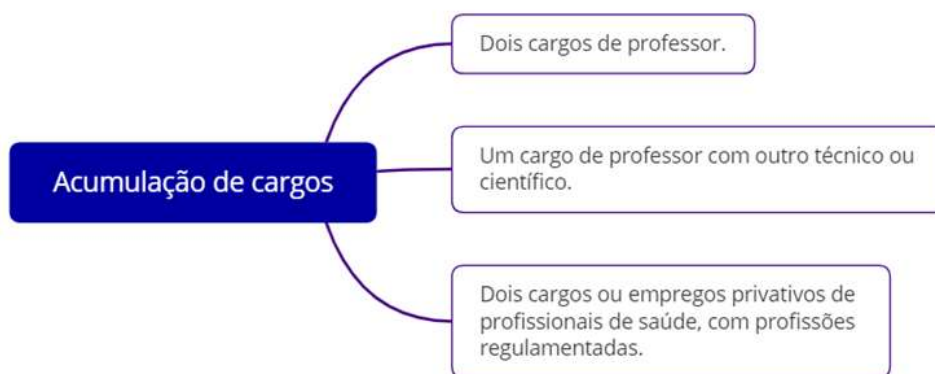 Dois cargos de professor.
Acumulação de cargos
Um cargo de professor com outro técnico ou
científico.
Dois cargos ou empregos privativos de
profissionais de saúde, com profissões
regulamentadas.